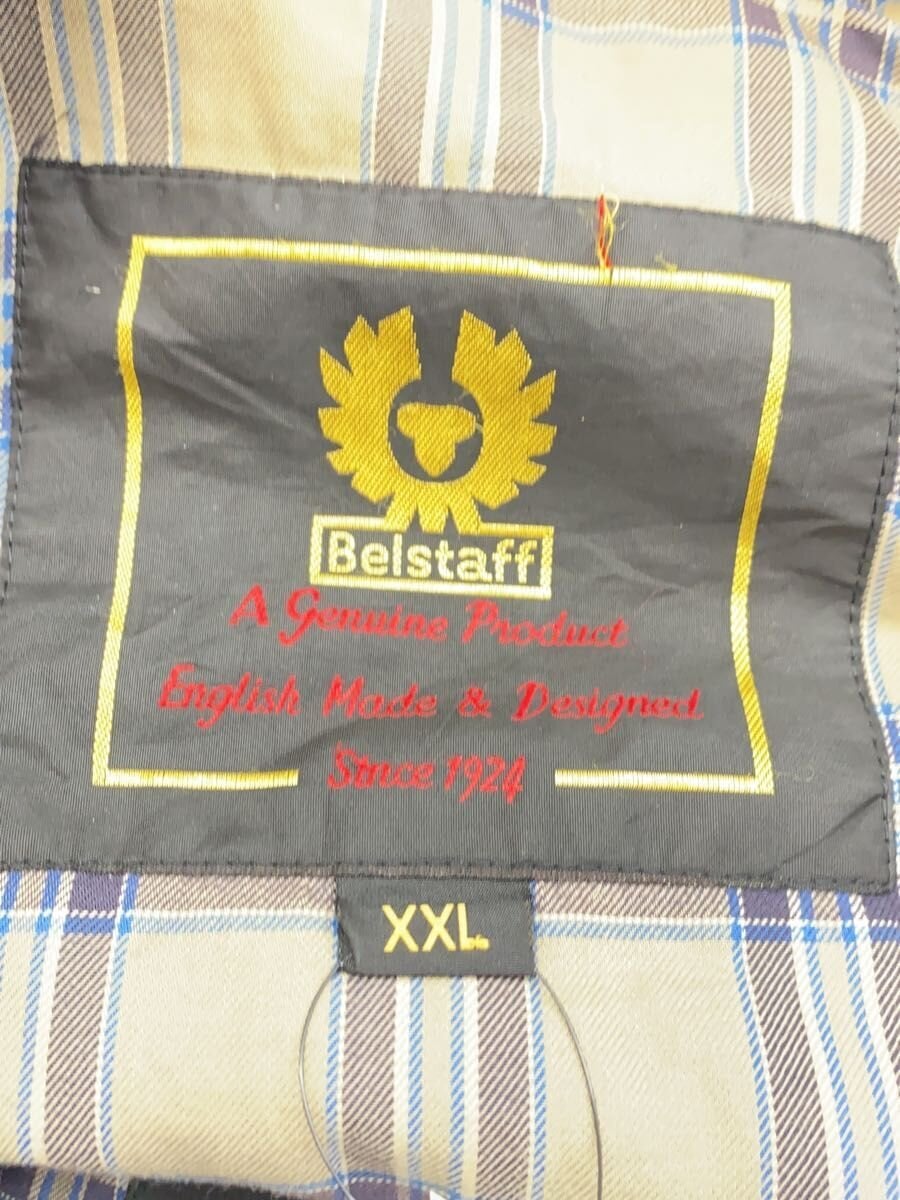 Belstaff
A Genuine Product
English Made & Designed
Since 1924
XXL